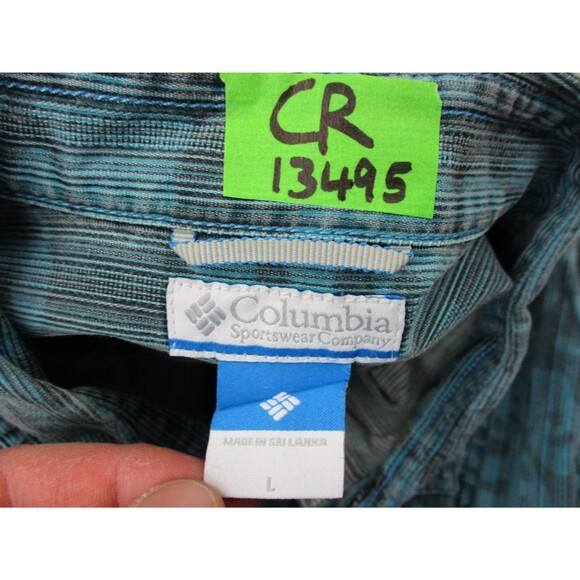 CR
13495
Columbia
Sportswear Company
MADE IN SRI LANKA
L